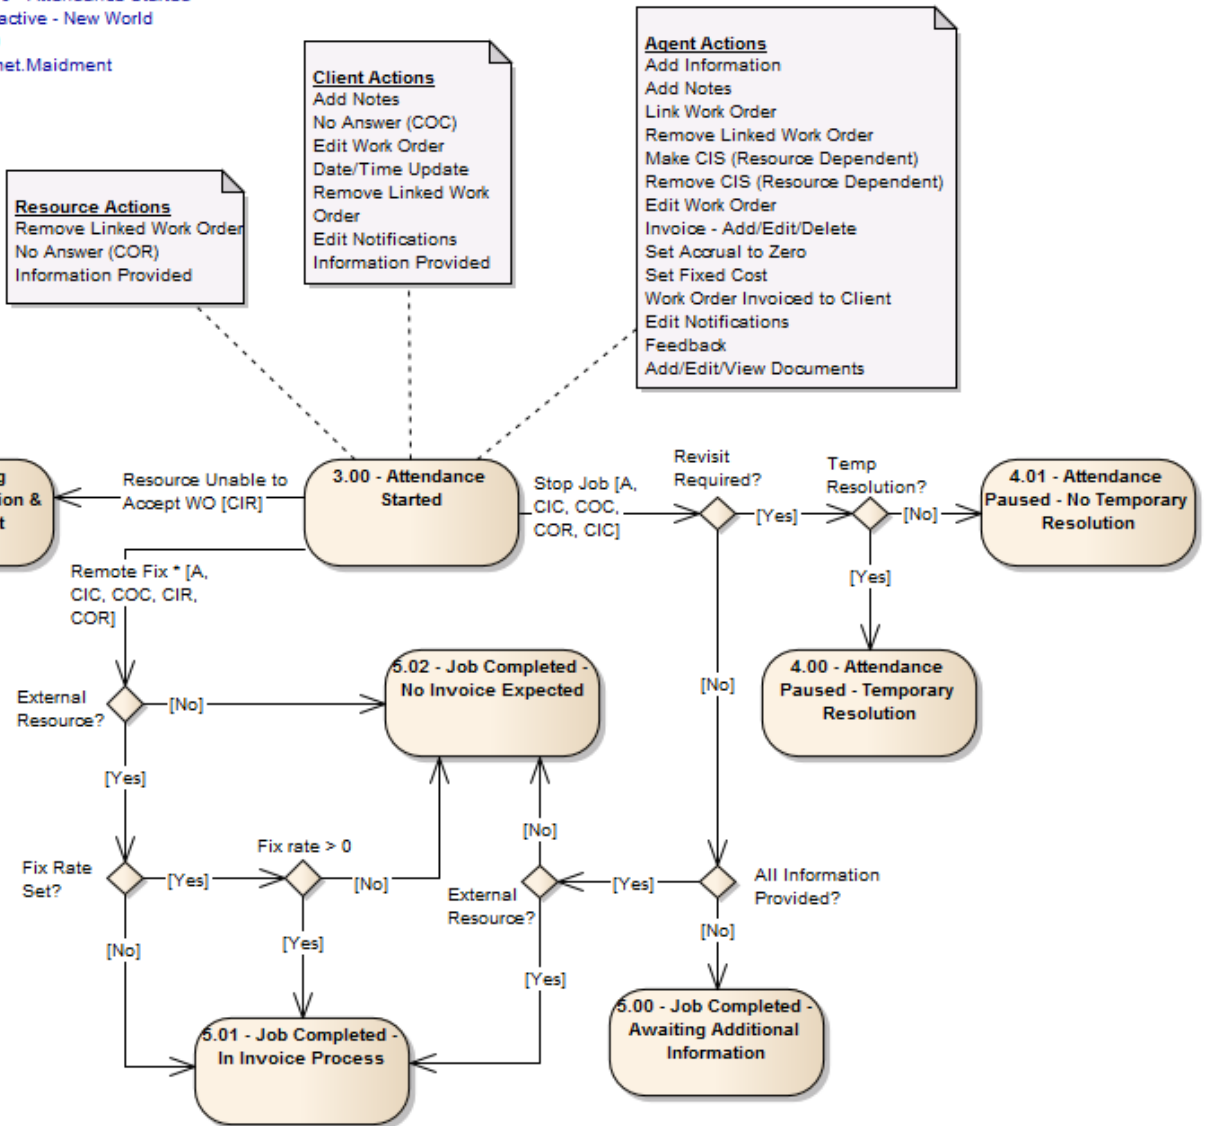 Attendance Started
active - New World
net.Maidment
Resource Actions
Remove Linked Work Order
No Answer (COR)
Information Provided
Client Actions
Add Notes
No Answer (COC)
Edit Work Order
Date/Time Update
Remove Linked Work
Order
Edit Notifications
Information Provided
Agent Actions
Add Information
Add Notes
Link Work Order
Remove Linked Work Order
Make CIS (Resource Dependent)
Remove CIS (Resource Dependent)
Edit Work Order
Invoice - Add/Edit/Delete
Set Accrual to Zero
Set Fixed Cost
Work Order Invoiced to Client
Edit Notifications
Feedback
Add/Edit/View Documents
g
ion &
t
Resource Unable to
Accept WO [CIR]
3.00 - Attendance
Started
Stop Job [A,
CIC, COC,
COR, CIC]
Revisit
Required?
[Yes]
Temp
Resolution?
[No]
4.01 - Attendance
Paused - No Temporary
Resolution
[Yes]
4.00 - Attendance
Paused - Temporary
Resolution
Remote Fix * [A,
CIC, COC, CIR,
COR]
External
Resource?
[No]
5.02 - Job Completed -
No Invoice Expected
[No]
[Yes]
Fix Rate
Set?
[Yes]
Fix rate > 0
[No]
[No]
External
Resource?
[Yes]
All Information
Provided?
[No]
[Yes]
[No]
[Yes]
5.01 - Job Completed -
In Invoice Process
5.00 - Job Completed -
Awaiting Additional
Information